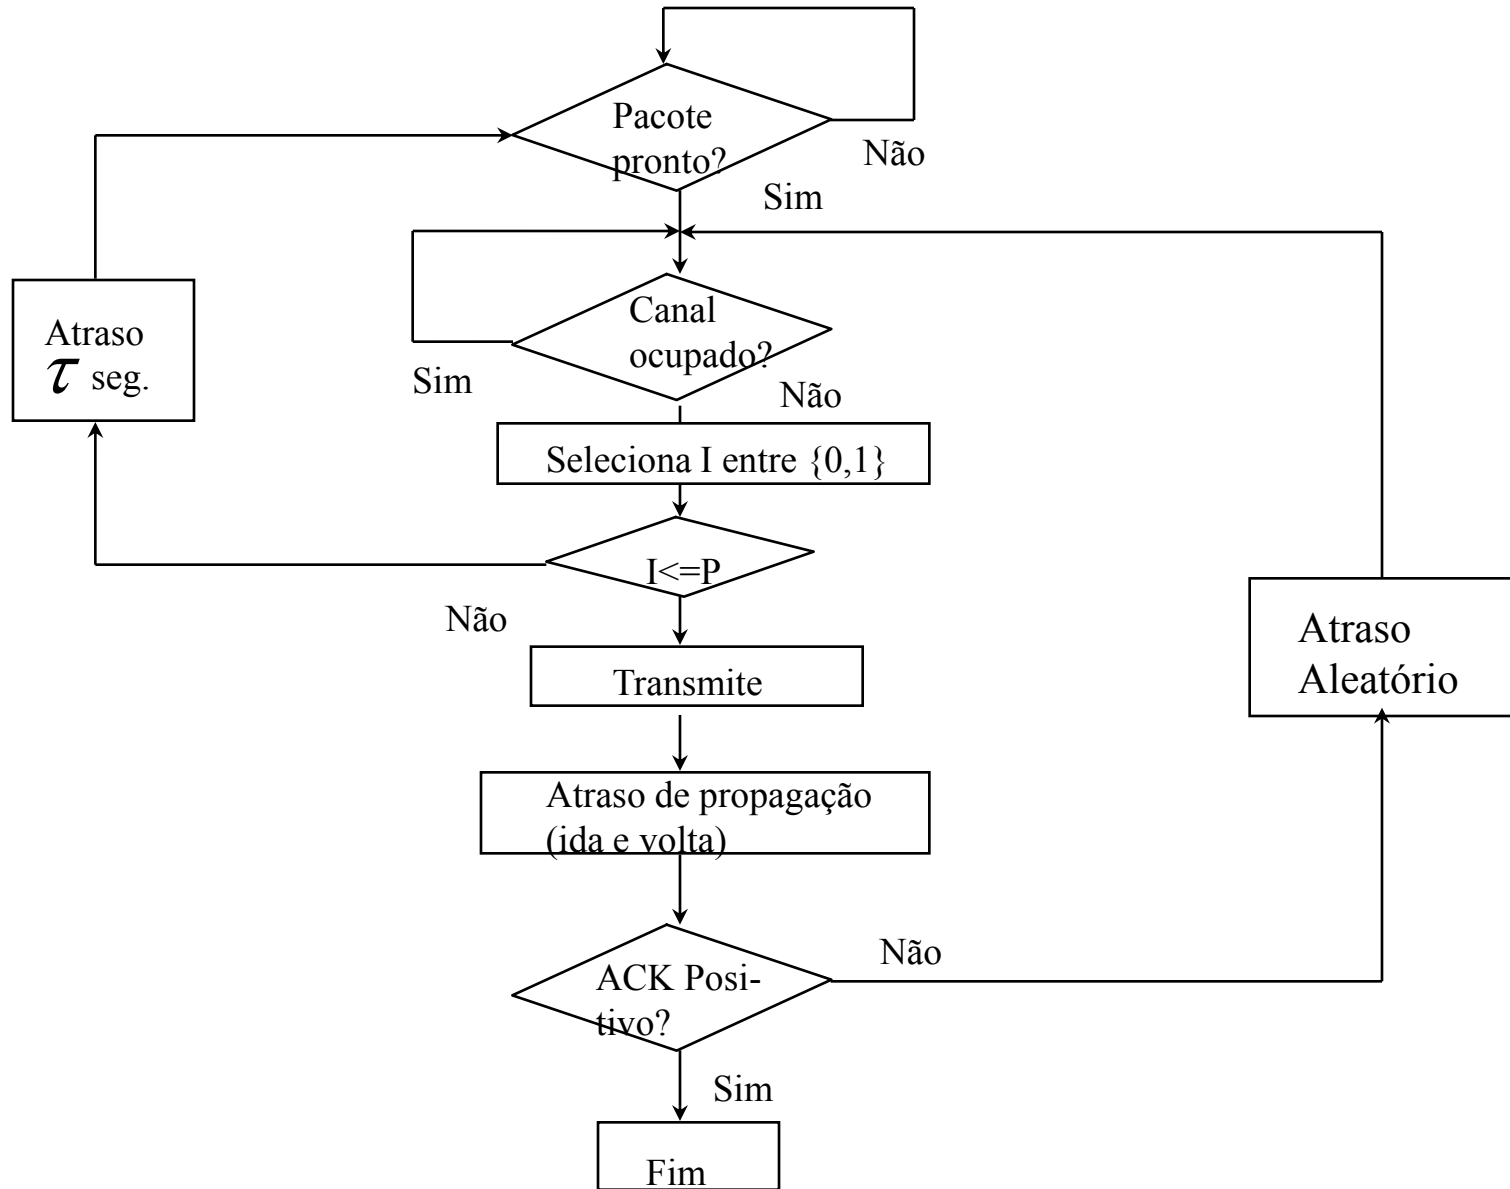 Pacote
pronto?
Não
Sim
Canal
ocupado?
Sim
Não
Atraso
τ seg.
Seleciona I entre {0,1}
I<=P
Não
Transmite
Atraso
Aleatório
Atraso de propagação
(ida e volta)
ACK Posi-
tivo?
Não
Sim
Fim